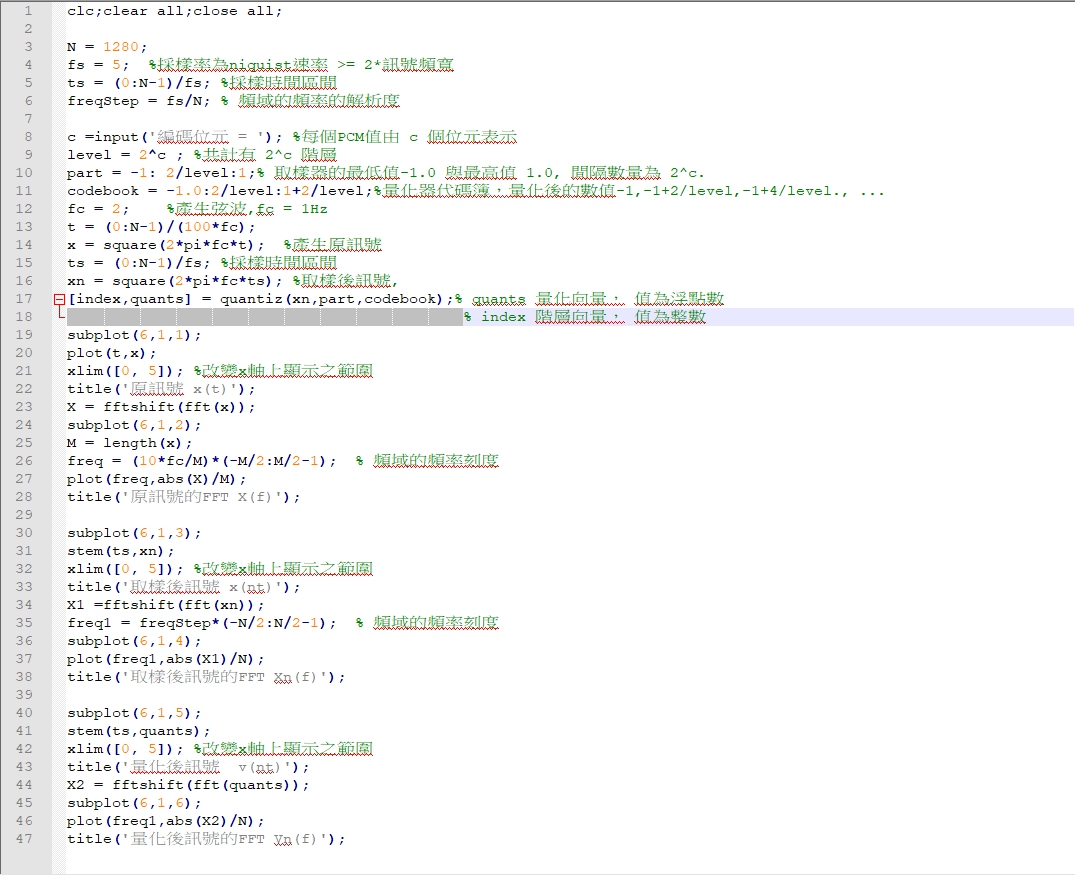 1 clc;clear all;close all;
2
3 N = 1280;
4 fs = 5; %採樣率為niquist速率 >= 2*訊號頻寬
5 ts = (0:N-1)/fs; %採樣時間區間
6 freqStep = fs/N; % 頻域的頻率的解析度
7
8 c =input('編碼位元 = '); %每個PCM值由 c 個位元表示
9 level = 2^c ; %共計有 2^c 階層
10 part = -1: 2/level:1;% 取樣器的最低值-1.0 與最高值 1.0, 間隔數量為 2^c.
11 codebook = -1.0:2/level:1+2/level;%量化器代碼簿，量化後的數值-1,-1+2/level,-1+4/level., ...
12 fc = 2; %產生弦波,fc = 1Hz
13 t = (0:N-1)/(100*fc);
14 x = square(2*pi*fc*t); %產生原訊號
15 ts = (0:N-1)/fs; %採樣時間區間
16 xn = square(2*pi*fc*ts); %取樣後訊號,
17 [index,quants] = quantiz(xn,part,codebook);% quants 量化向量， 值為浮點數
18 % index 階層向量， 值為整數
19 subplot(6,1,1);
20 plot(t,x);
21 xlim([0, 5]); %改變x軸上顯示之範圍
22 title('原訊號 x(t)');
23 X = fftshift(fft(x));
24 subplot(6,1,2);
25 M = length(x);
26 freq = (10*fc/M)*(-M/2:M/2-1); % 頻域的頻率刻度
27 plot(freq,abs(X)/M);
28 title('原訊號的FFT X(f)');
29
30 subplot(6,1,3);
31 stem(ts,xn);
32 xlim([0, 5]); %改變x軸上顯示之範圍
33 title('取樣後訊號 x(nt)');
34 X1 =fftshift(fft(xn));
35 freq1 = freqStep*(-N/2:N/2-1); % 頻域的頻率刻度
36 subplot(6,1,4);
37 plot(freq1,abs(X1)/N);
38 title('取樣後訊號的FFT Xn(f)');
39
40 subplot(6,1,5);
41 stem(ts,quants);
42 xlim([0, 5]); %改變x軸上顯示之範圍
43 title('量化後訊號  v(nt)');
44 X2 = fftshift(fft(quants));
45 subplot(6,1,6);
46 plot(freq1,abs(X2)/N);
47 title('量化後訊號的FFT Vn(f)');